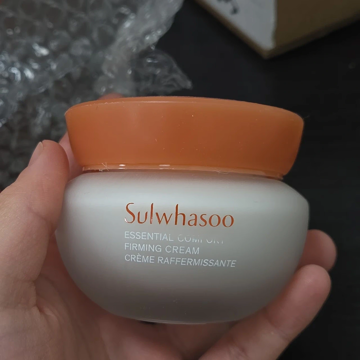 Sulwhasoo
ESSENTIAL COMFORT
FIRMING CREAM
CRÈME RAFFERMISSANTE